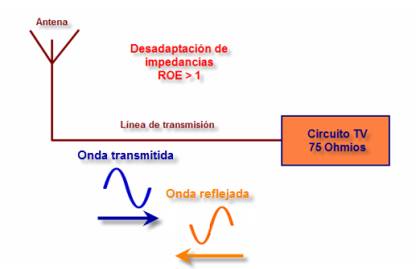 Antena
Desadaptación de
impedancias
ROE > 1
Línea de transmisión
Circuito TV
75 Ohmios
Onda transmitida
Onda reflejada